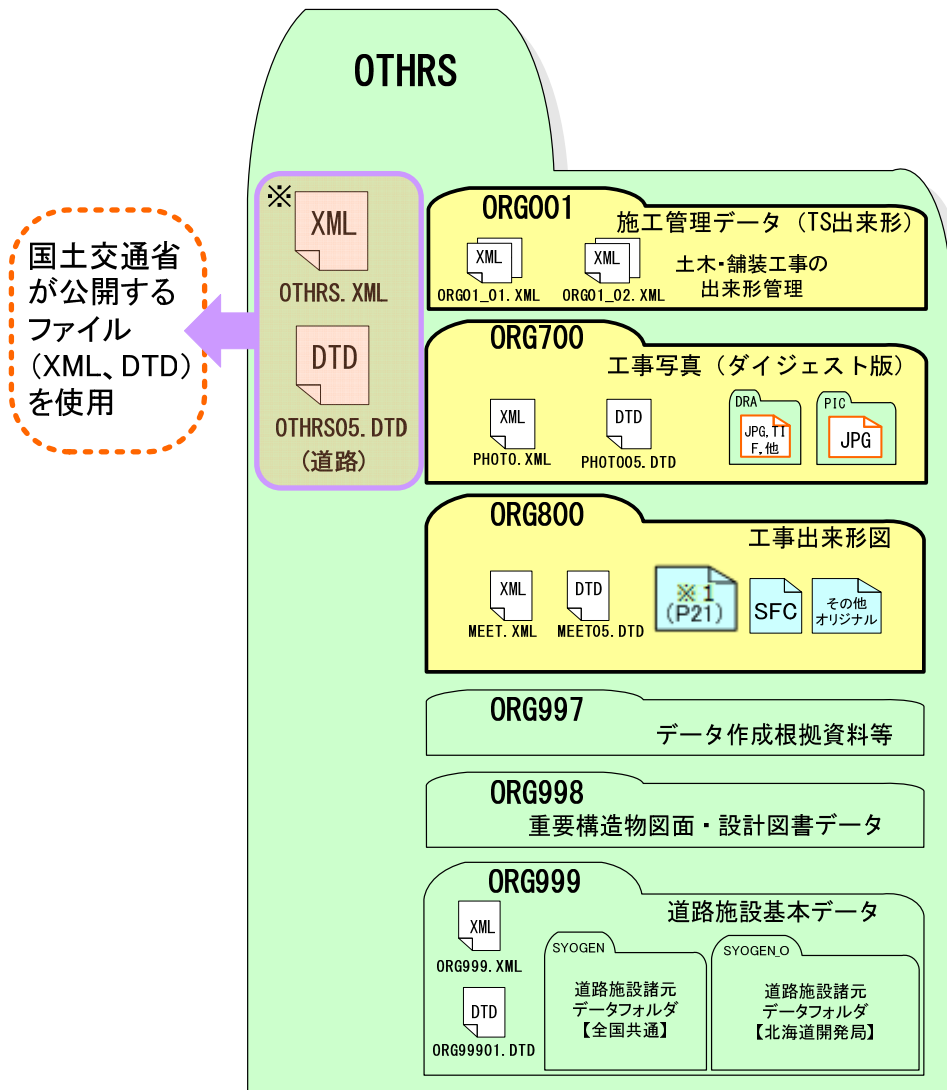 OTHRS
※
XML
OTHRS.XML
DTD
OTHRS05.DTD
(道路)
国土交通省
が公開する
ファイル
(XML、DTD)
を使用
ORG001
施工管理データ(TS出来形)
XML
ORG01_01.XML
XML
ORG01_02.XML
土木・舗装工事の
出来形管理
ORG700
工事写真(ダイジェスト版)
XML
PHOTO.XML
DTD
PHOTO05.DTD
DRA
JPG,TI
F,他
PIC
JPG
ORG800
工事出来形図
XML
MEET.XML
DTD
MEET05.DTD
※1
(P21)
SFC
その他
オリジナル
ORG997
データ作成根拠資料等
ORG998
重要構造物図面・設計図書データ
ORG999
道路施設基本データ
XML
ORG999.XML
DTD
ORG99901.DTD
SYOGEN
道路施設諸元
データフォルダ
【全国共通】
SYOGEN_O
道路施設諸元
データフォルダ
【北海道開発局】